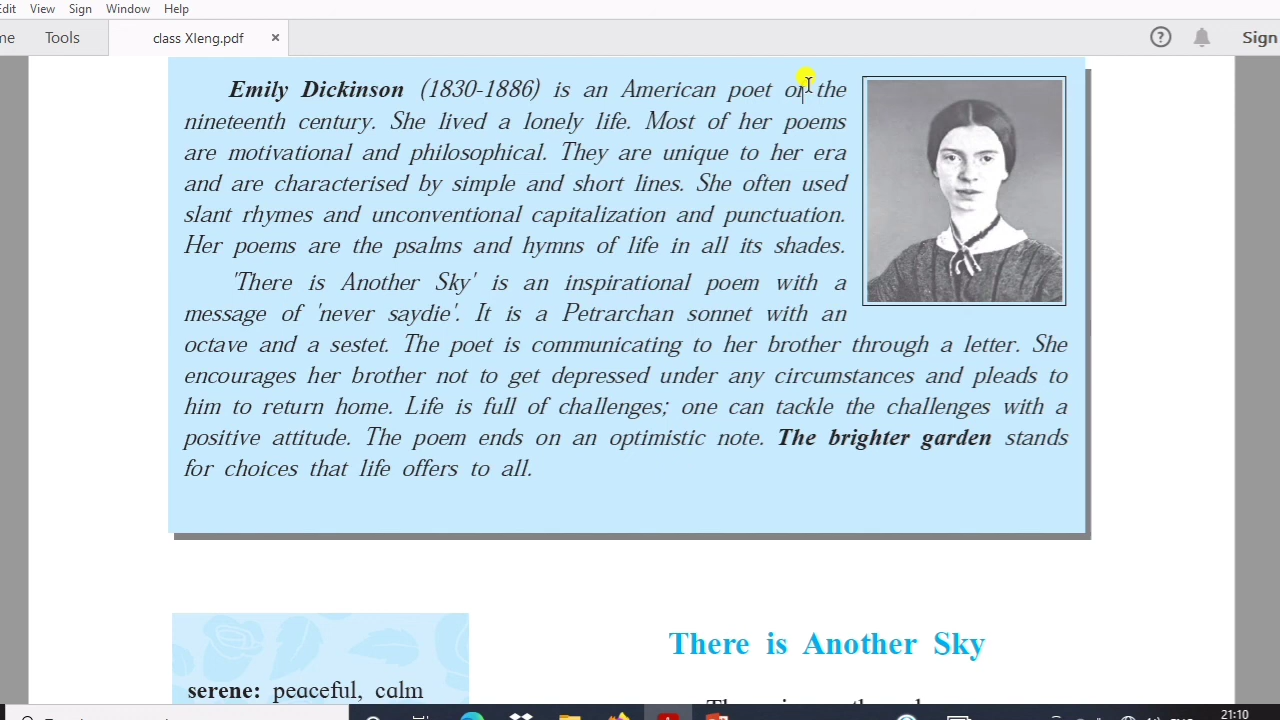 Edit View Sign Window Help
me Tools class XIeng.pdf × ? Sign
Emily Dickinson (1830-1886) is an American poet of the
nineteenth century. She lived a lonely life. Most of her poems
are motivational and philosophical. They are unique to her era
and are characterised by simple and short lines. She often used
slant rhymes and unconventional capitalization and punctuation.
Her poems are the psalms and hymns of life in all its shades.
'There is Another Sky' is an inspirational poem with a
message of 'never saydie'. It is a Petrarchan sonnet with an
octave and a sestet. The poet is communicating to her brother through a letter. She
encourages her brother not to get depressed under any circumstances and pleads to
him to return home. Life is full of challenges; one can tackle the challenges with a
positive attitude. The poem ends on an optimistic note. The brighter garden stands
for choices that life offers to all.
There is Another Sky
serene: peaceful, calm
21:10